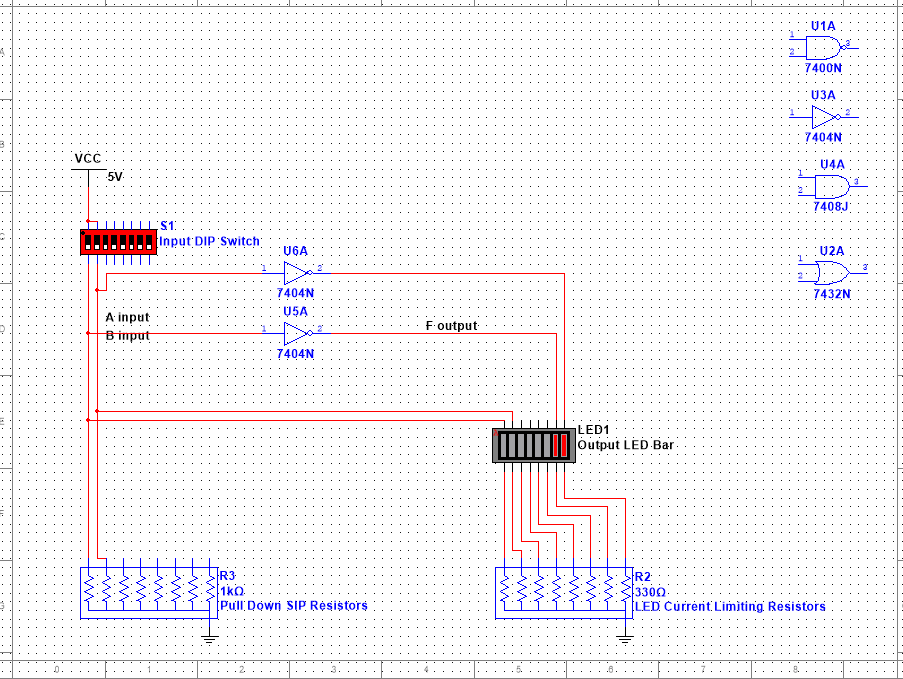 U1A
1
2
3
7400N
U3A
1
2
7404N
VCC
5V
U4A
1
2
3
7408J
S1
Input DIP Switch
U6A
1
2
7404N
U2A
1
2
3
7432N
A input
B input
U5A
1
2
7404N
F output
LED1
Output LED Bar
R3
1kΩ
Pull Down SIP Resistors
R2
330Ω
LED Current Limiting Resistors
0 1 2 3 4 5 6 7 8